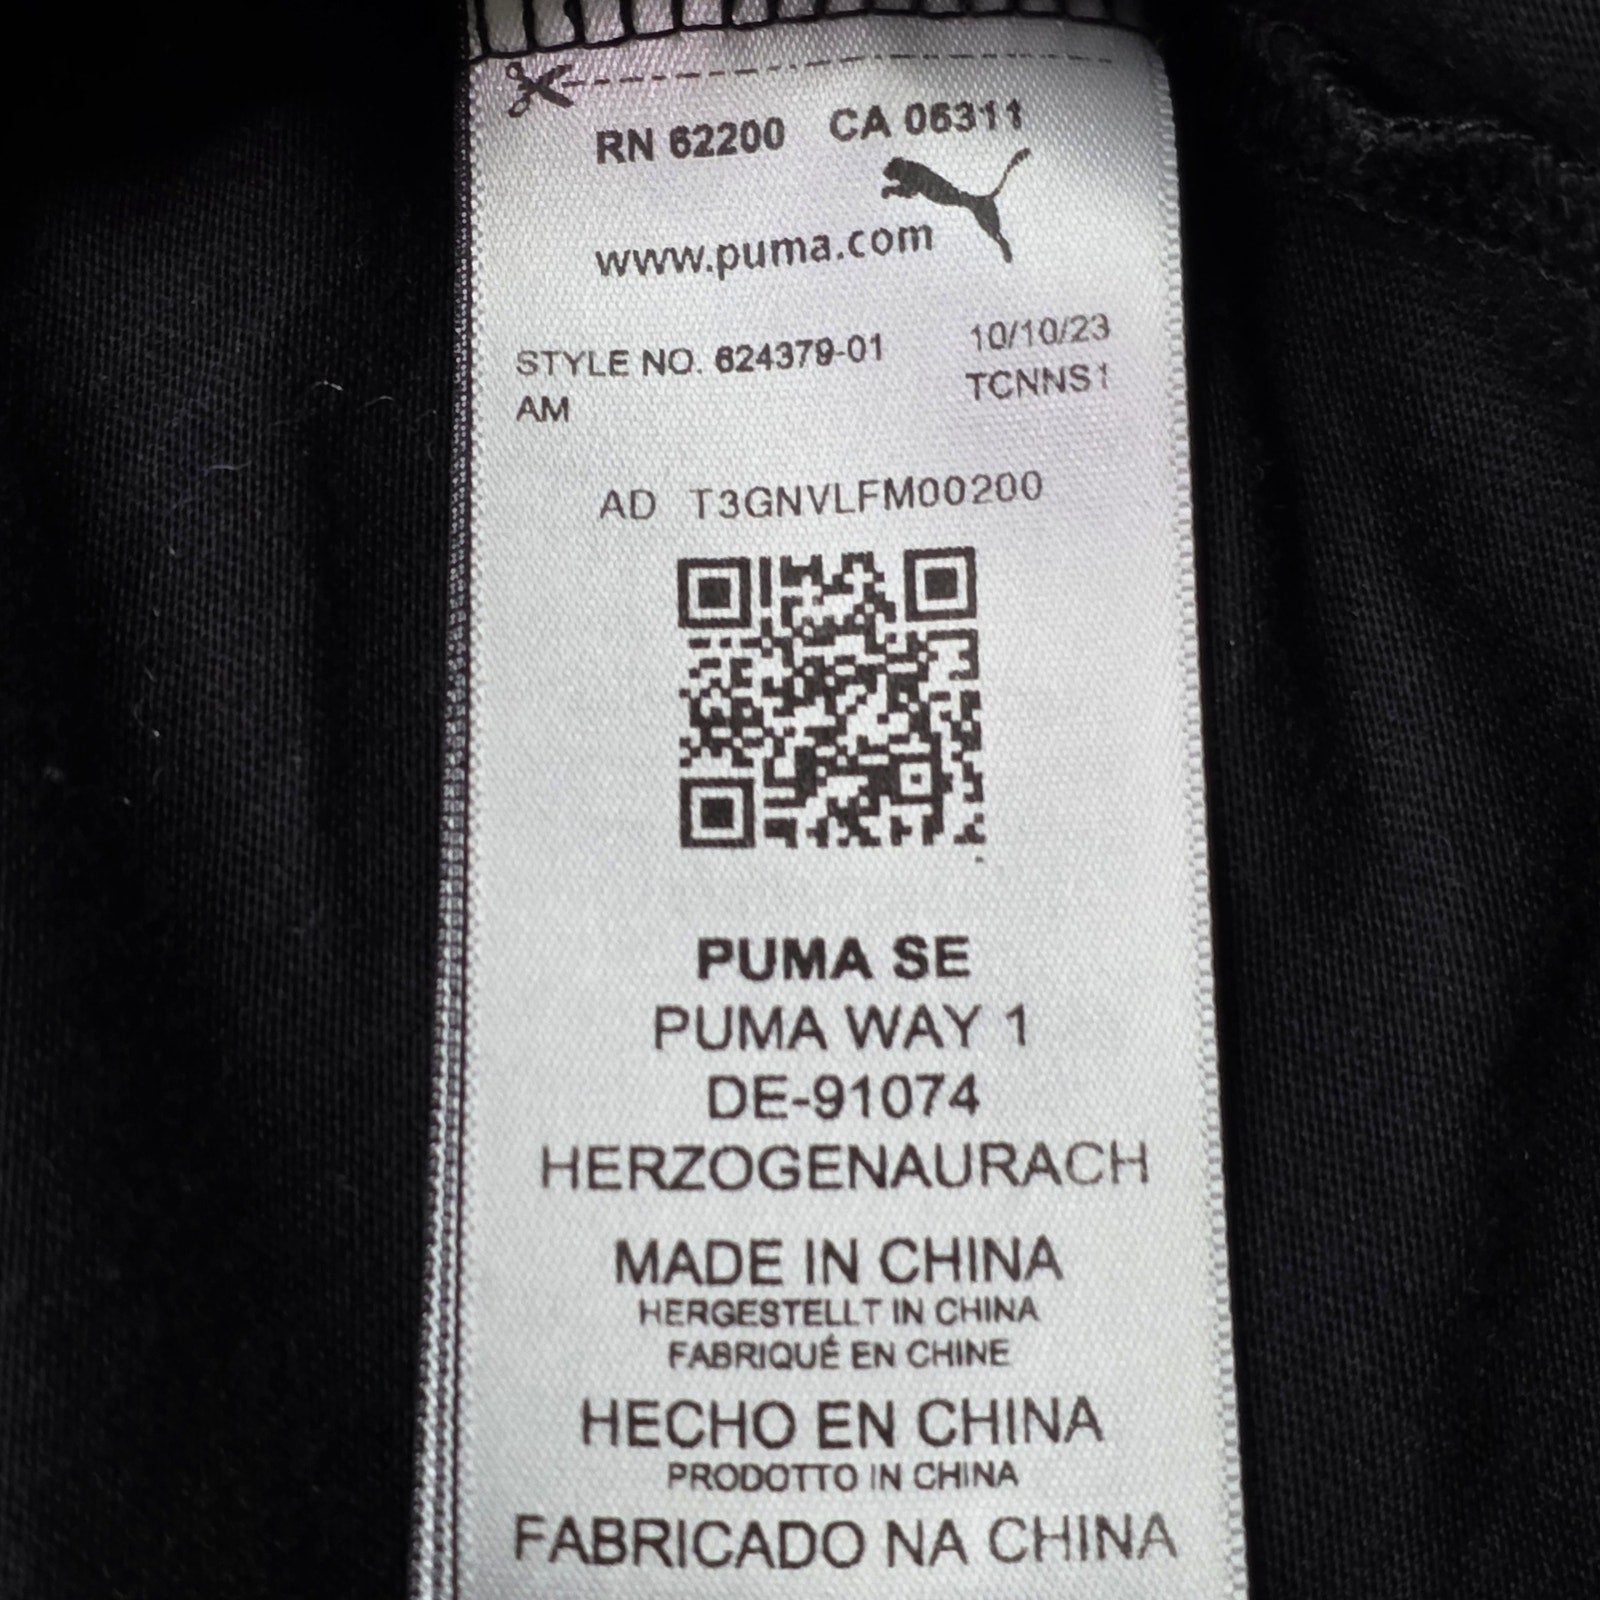 RN 62200 CA 05311
www.puma.com
STYLE NO. 624379-01 10/10/23
AM TCNNS1
AD T3GNVLFM00200
PUMA SE
PUMA WAY 1
DE-91074
HERZOGENAURACH
MADE IN CHINA
HERGESTELLT IN CHINA
FABRIQUÉ EN CHINE
HECHO EN CHINA
PRODOTTO IN CHINA
FABRICADO NA CHINA